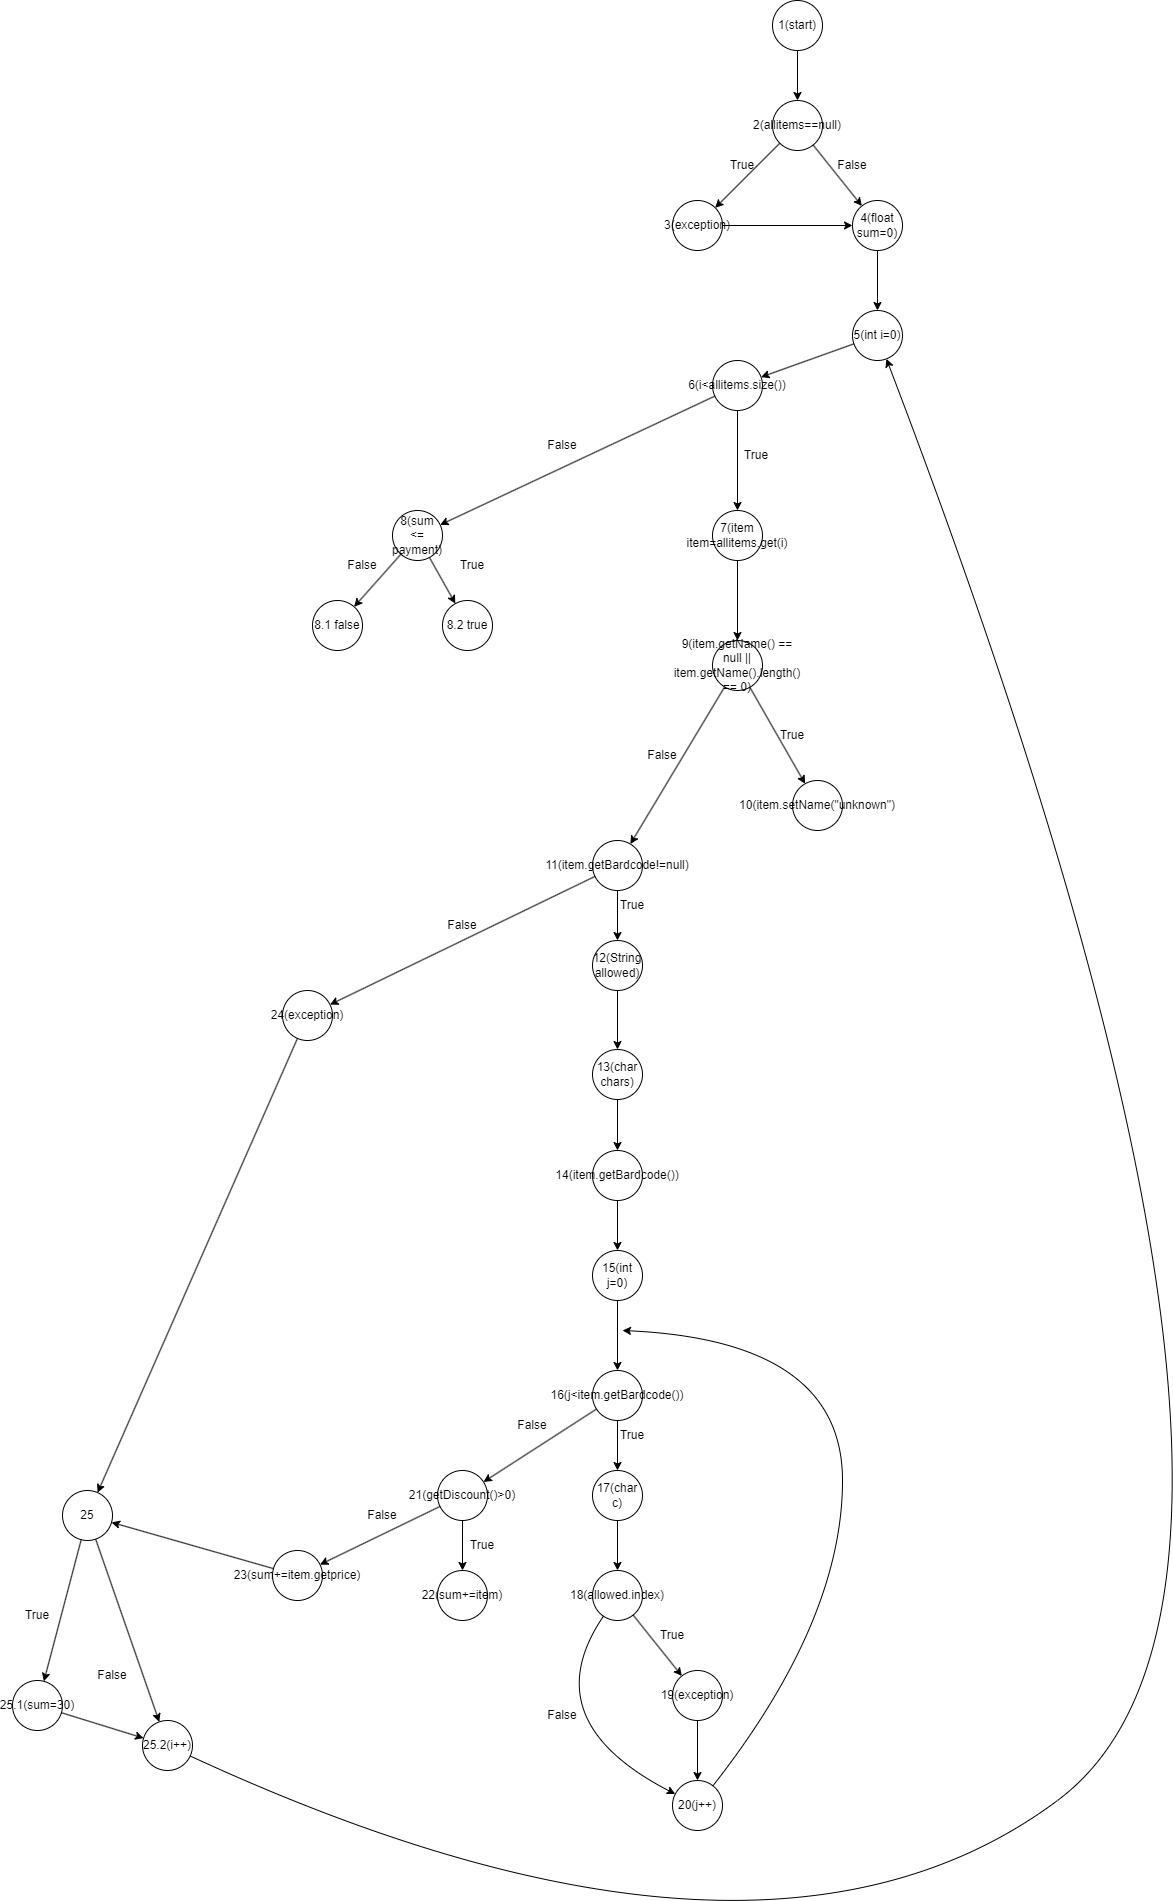 1(start)
2(allitems==null)
True
False
3(exception)
4(float
sum=0)
5(int i=0)
6(i<allitems.size())
False
True
8(sum
<=
payment)
7(item
item=allitems.get(i)
False
True
8.1 false
8.2 true
9(item.getName() ==
null ||
item.getName().length()
== 0)
True
False
10(item.setName("unknown")
11(item.getBardcode!=null)
True
False
12(String
allowed)
24(exception)
13(char
chars)
14(item.getBardcode())
15(int
j=0)
16(j<item.getBardcode())
False
True
21(getDiscount()>0)
17(char
c)
25
False
True
23(sum+=item.getprice)
22(sum+=item)
18(allowed.index)
True
True
False
19(exception)
25.1(sum=30)
False
25.2(i++)
20(j++)